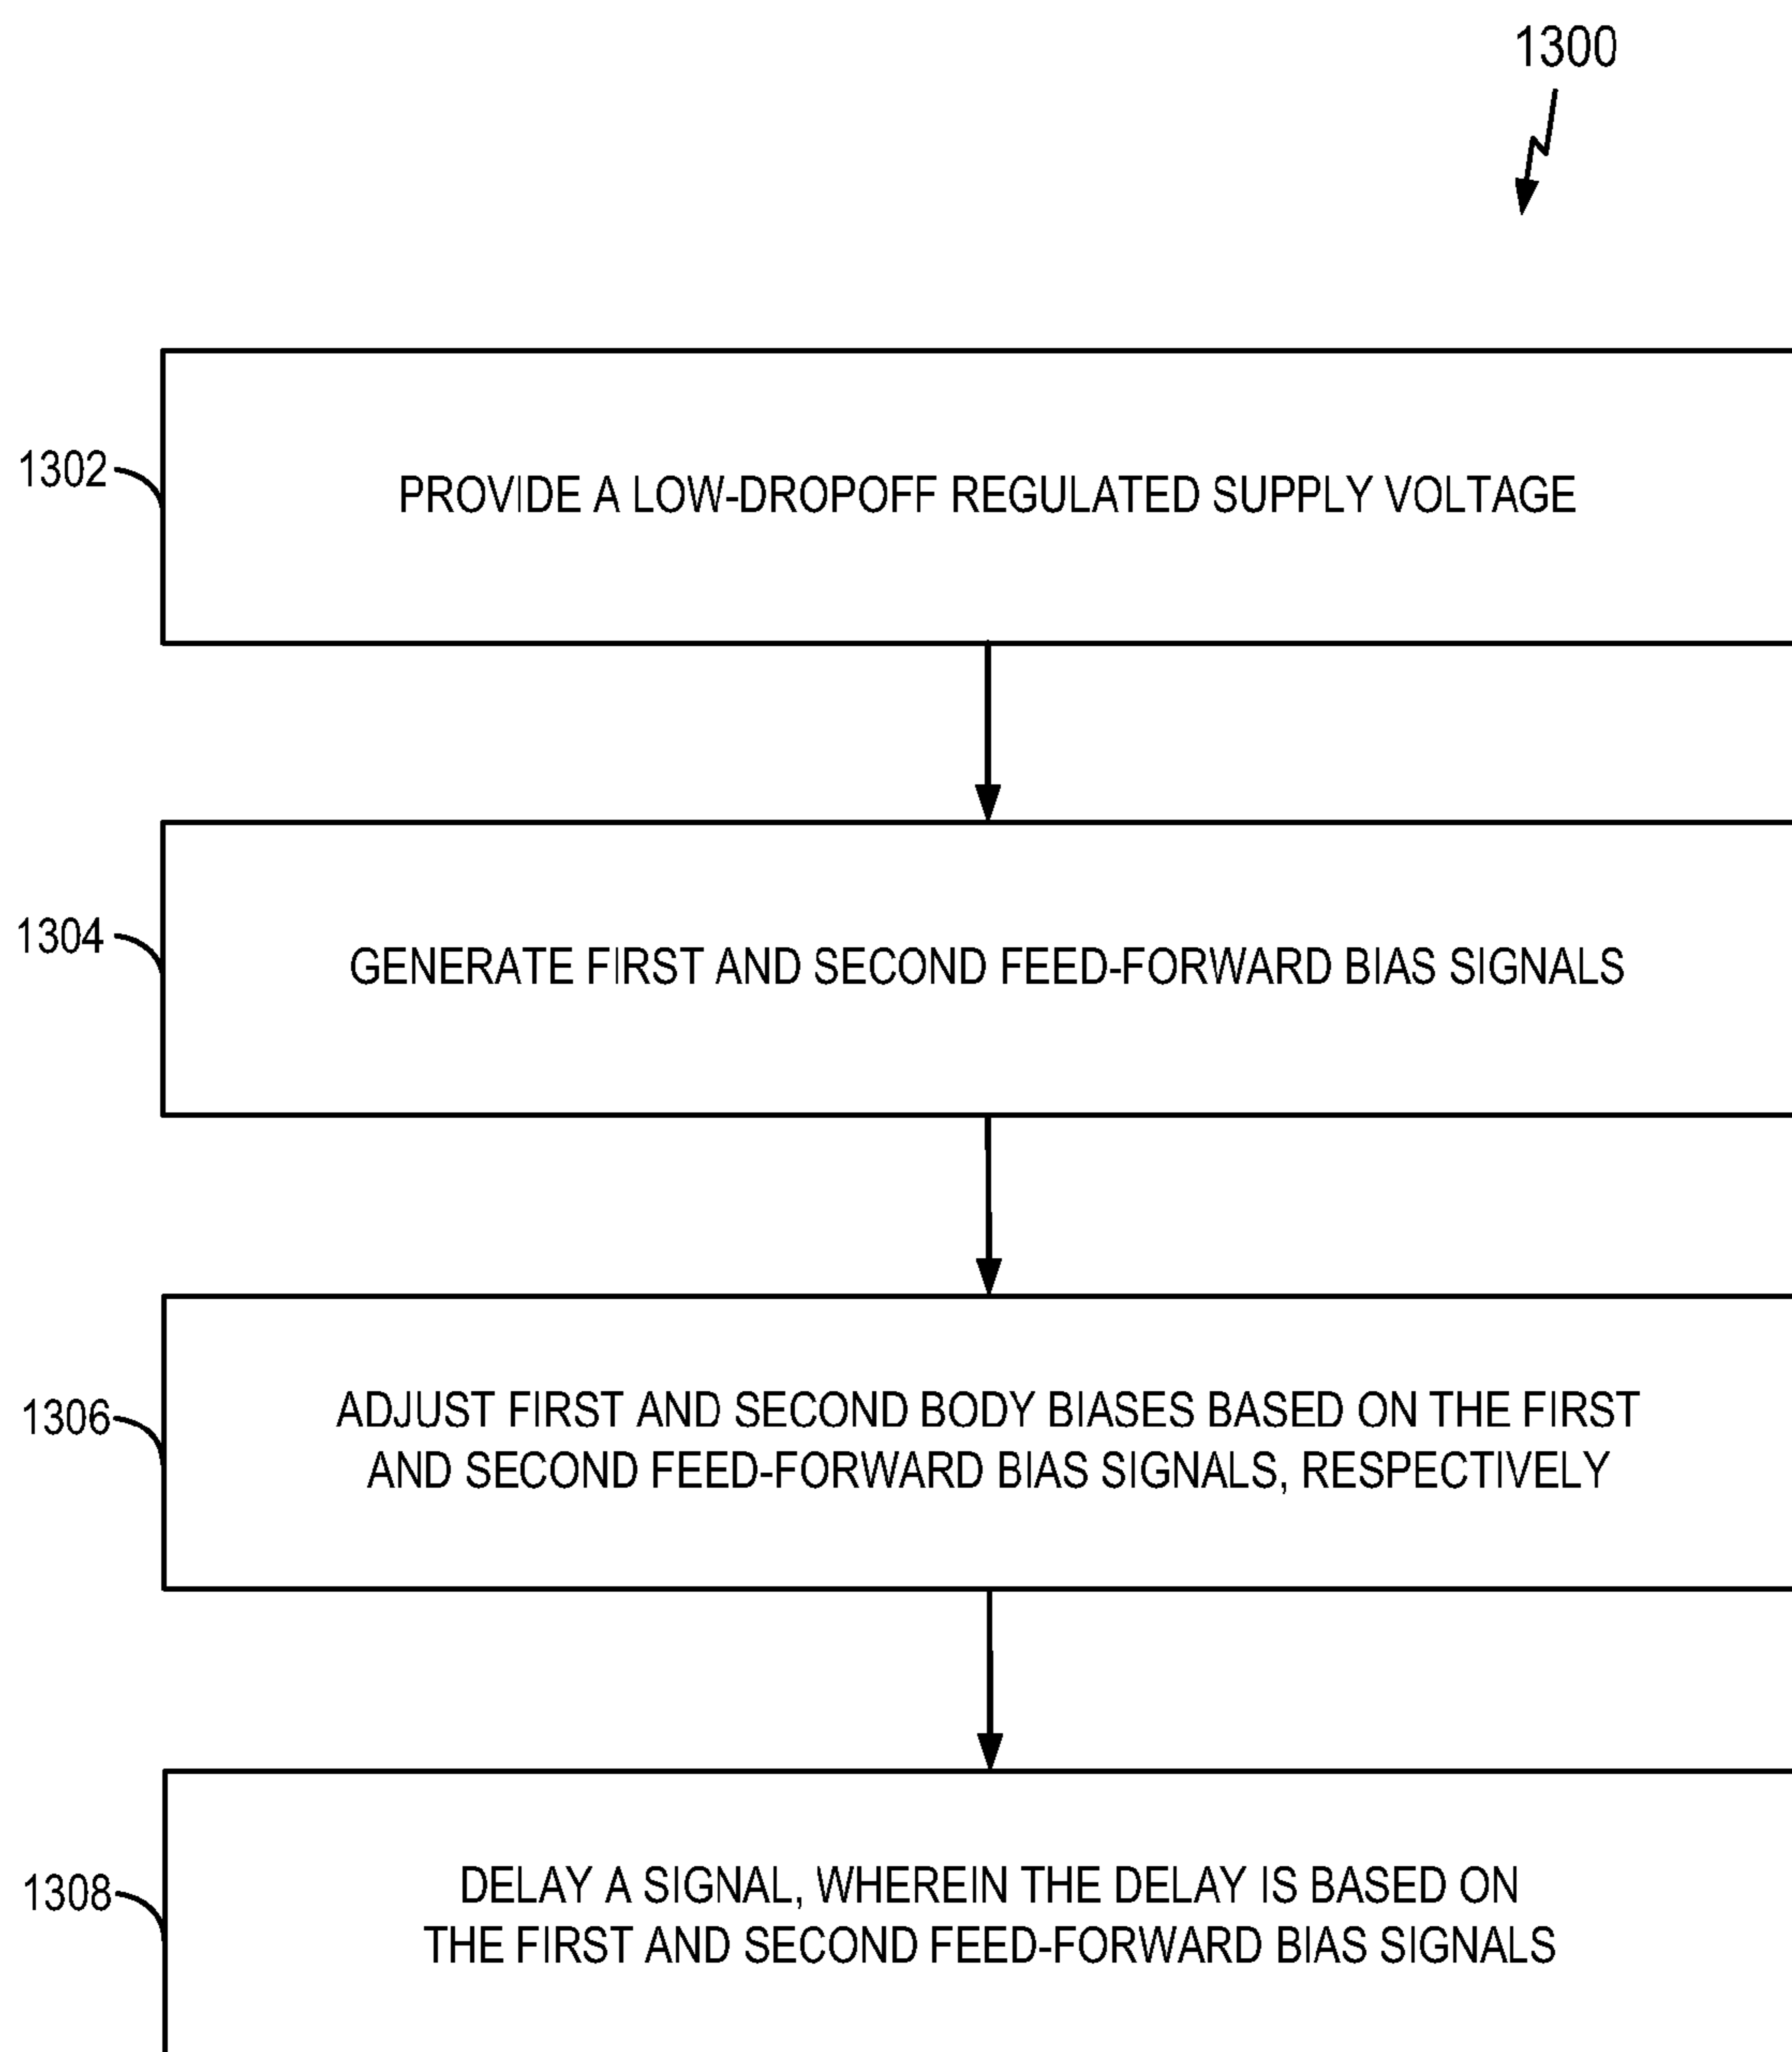 1300
1302
PROVIDE A LOW-DROPOFF REGULATED SUPPLY VOLTAGE
1304
GENERATE FIRST AND SECOND FEED-FORWARD BIAS SIGNALS
1306
ADJUST FIRST AND SECOND BODY BIASES BASED ON THE FIRST
AND SECOND FEED-FORWARD BIAS SIGNALS, RESPECTIVELY
1308
DELAY A SIGNAL, WHEREIN THE DELAY IS BASED ON
THE FIRST AND SECOND FEED-FORWARD BIAS SIGNALS